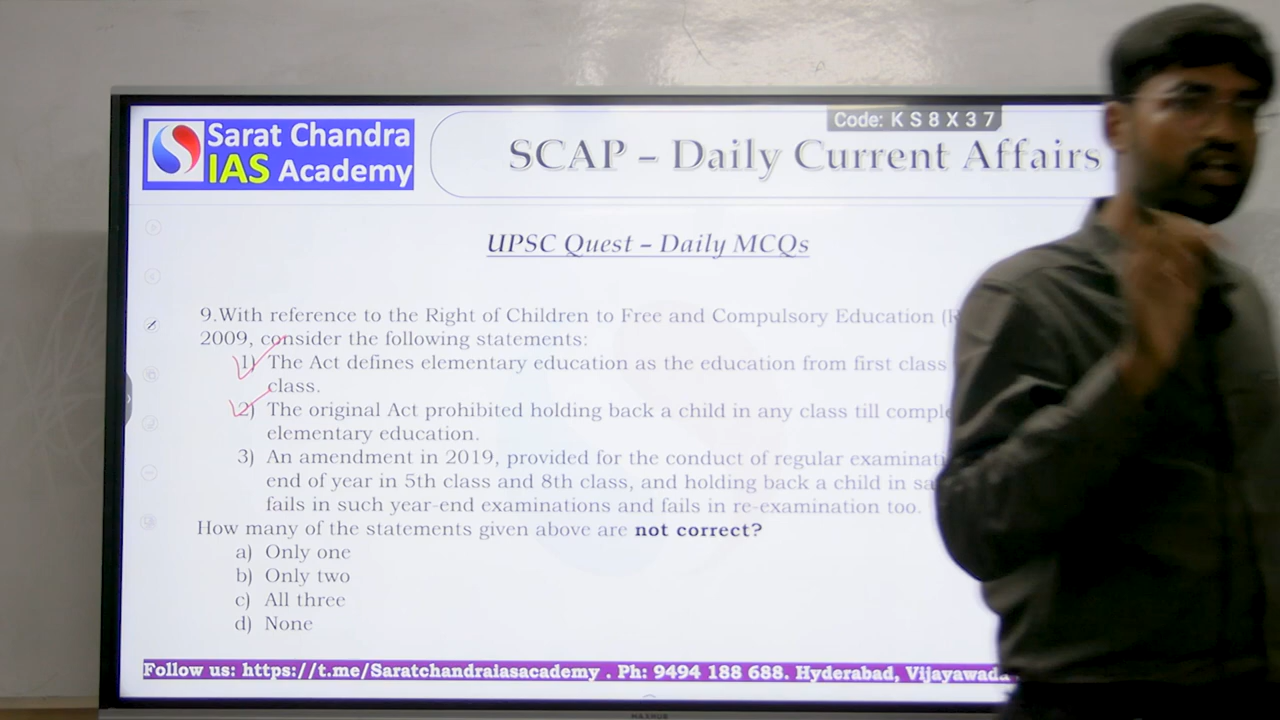 Sarat Chandra
IAS Academy
Code: K S 8 X 3 7
SCAP – Daily Current Affairs
UPSC Quest – Daily MCQs
9.With reference to the Right of Children to Free and Compulsory Education
2009, consider the following statements:
1) The Act defines elementary education as the education from first class
class.
2) The original Act prohibited holding back a child in any class till
elementary education.
3) An amendment in 2019, provided for the conduct of regular
end of year in 5th class and 8th class, and holding back a child in
fails in such year-end examinations and fails in re-examination too.
How many of the statements given above are not correct?
a) Only one
b) Only two
c) All three
d) None
Follow us: https://t.me/Saratchandraiasacademy . Ph: 9494 188 688. Hyderabad, Vijayawada